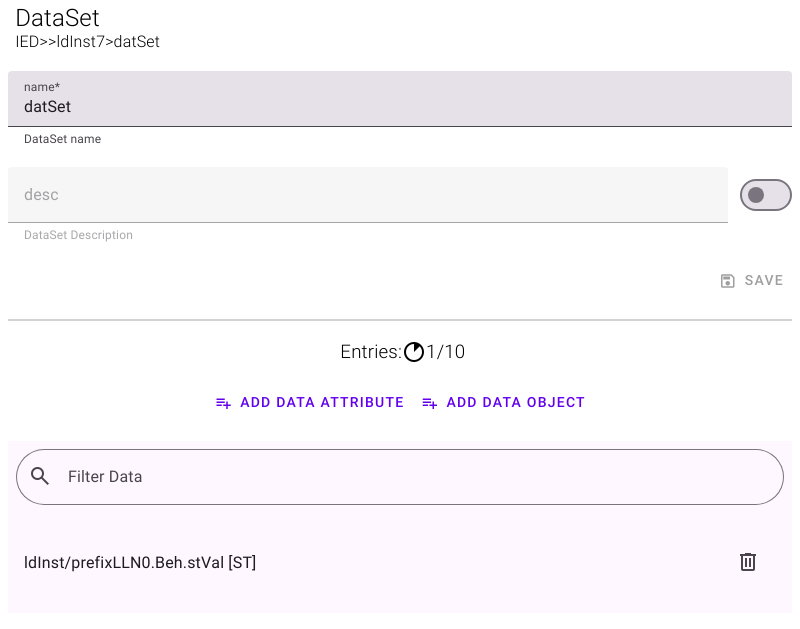 DataSet
IED>>ldInst7>datSet
name*
datSet
DataSet name
desc
DataSet Description
SAVE
Entries: 1/10
ADD DATA ATTRIBUTE ADD DATA OBJECT
Filter Data
ldInst/prefixLLN0.Beh.stVal [ST]